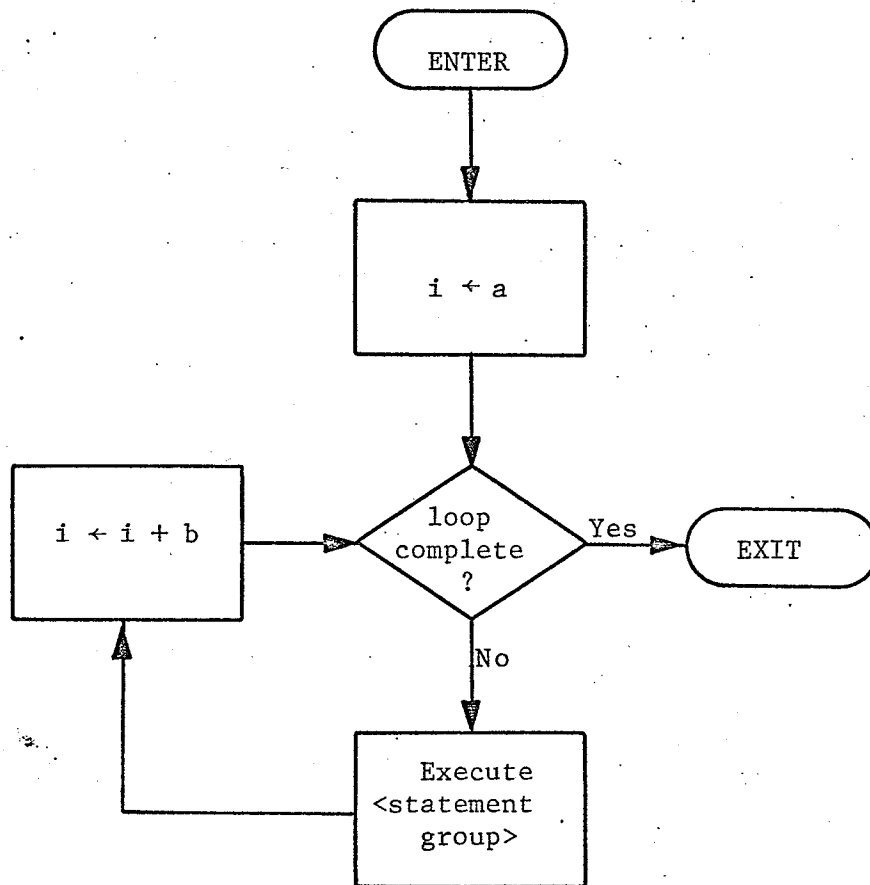 ENTER
i ← a
loop
complete
?
Yes
EXIT
No
Execute
<statement
group>
i ← i + b